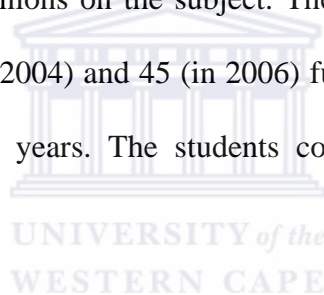 nions on the subject. The
2004) and 45 (in 2006) fu
years. The students co
UNIVERSITY of the
WESTERN CAPE